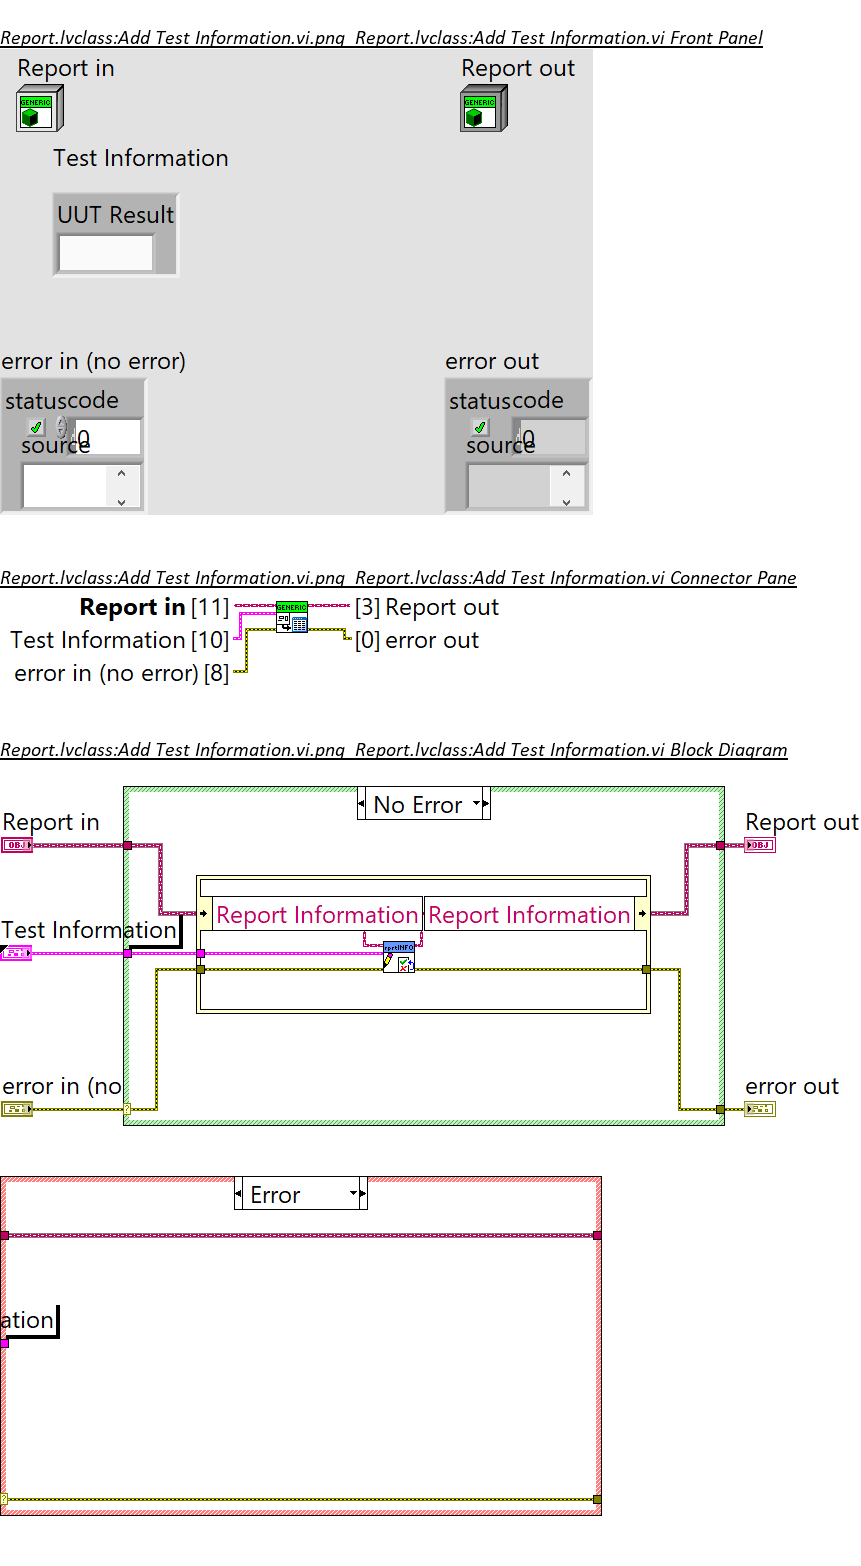 Report.lvclass:Add Test Information.vi.png Report.lvclass:Add Test Information.vi Front Panel
Report in
Report out
GENERIC
GENERIC
Test Information
UUT Result
error in (no error)
error out
status code
status code
0
0
source
source
Report.lvclass:Add Test Information.vi.png Report.lvclass:Add Test Information.vi Connector Pane
Report in [11]
GENERIC
[3] Report out
Test Information [10]
[0] error out
error in (no error) [8]
Report.lvclass:Add Test Information.vi.png Report.lvclass:Add Test Information.vi Block Diagram
No Error
Report in
Report out
OBJ
OBJ
Report Information
Report Information
Test Information
rprtINFO
error in (no
error out
?
Error
ation
?